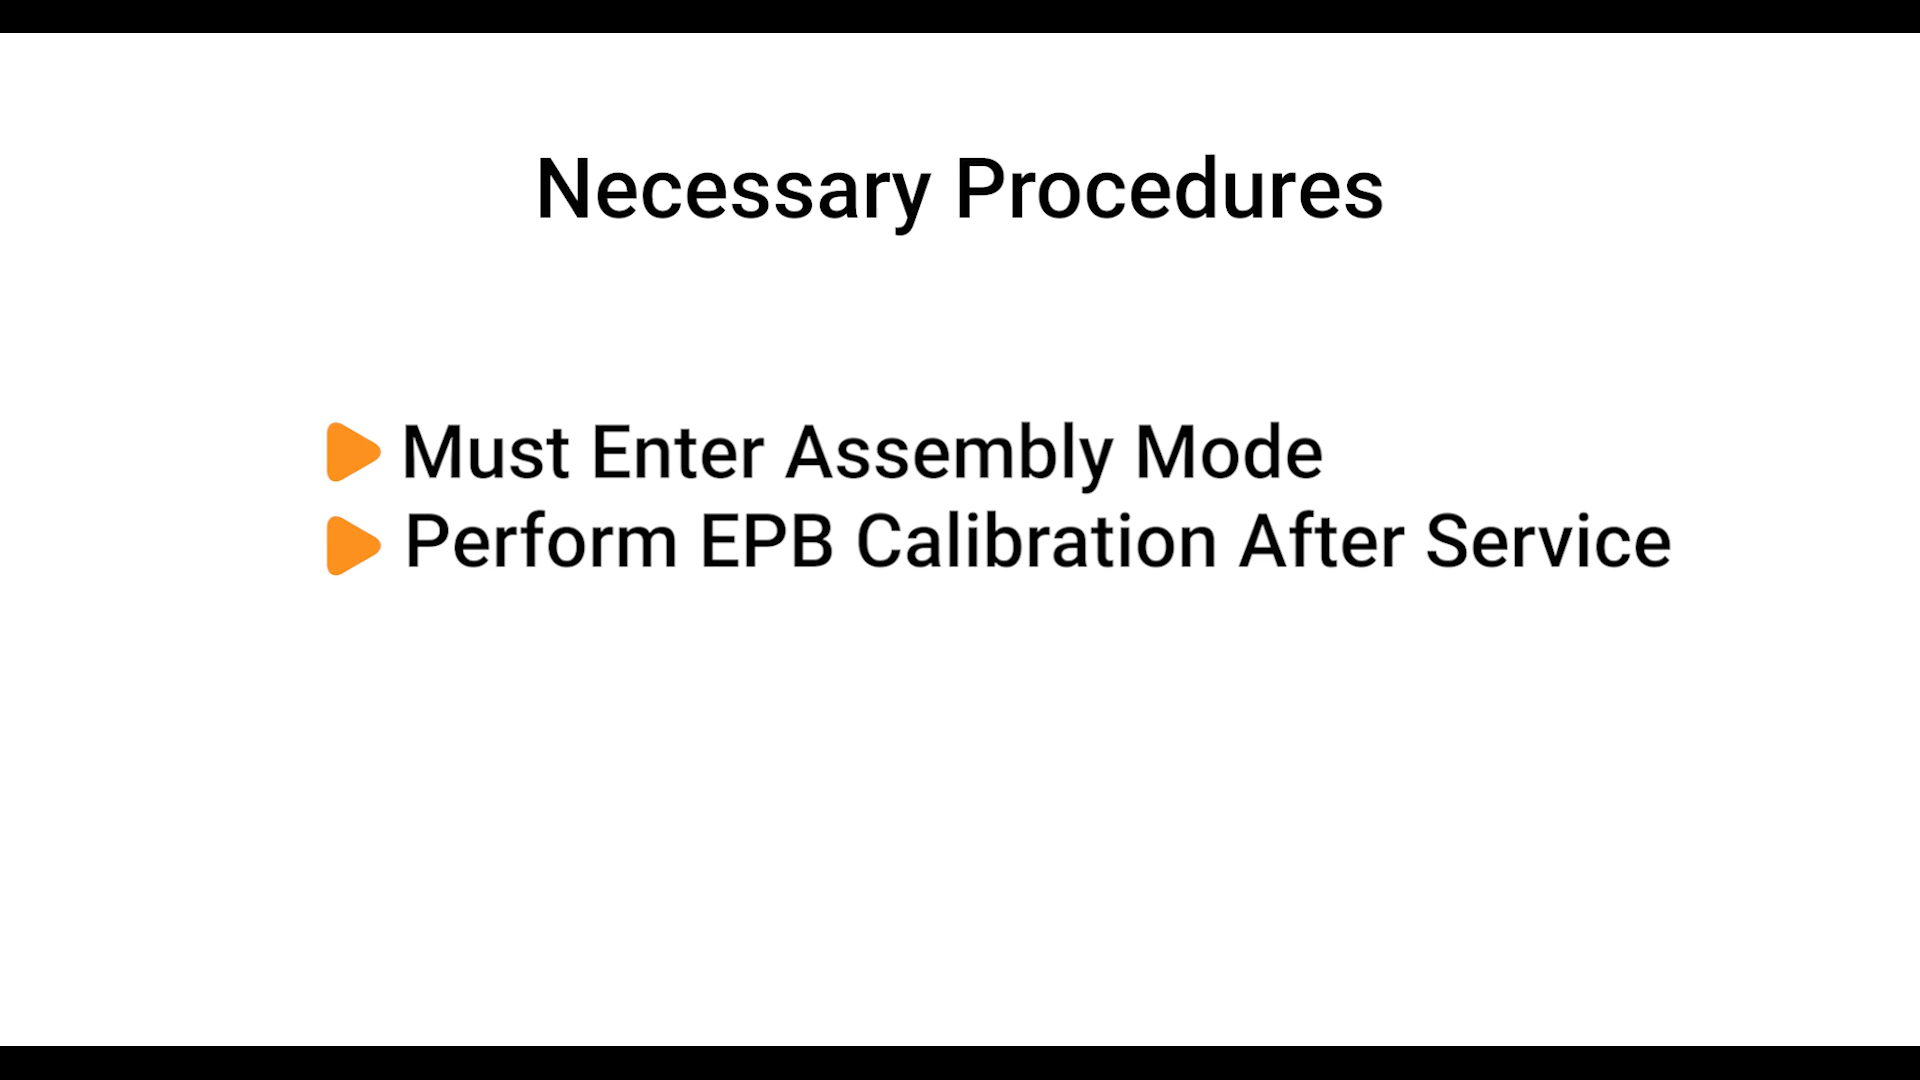 Necessary Procedures
Must Enter Assembly Mode
Perform EPB Calibration After Service